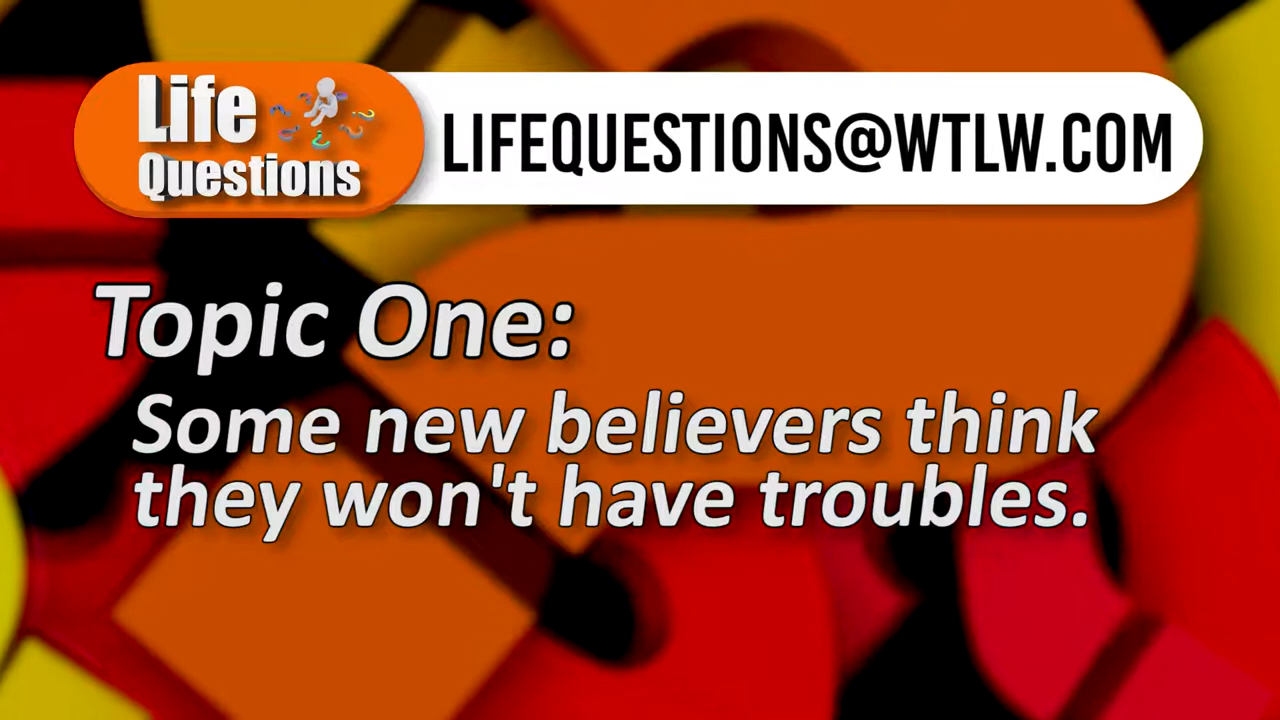 Life
Questions
LIFEQUESTIONS@WTLW.COM
Topic One:
Some new believers think
they won't have troubles.